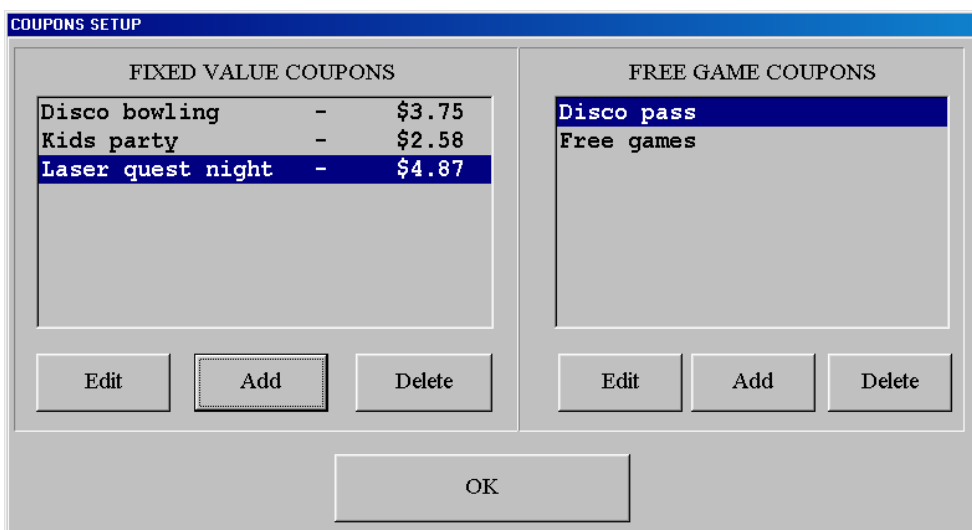 COUPONS SETUP
FIXED VALUE COUPONS
Disco bowling - $3.75
Kids party - $2.58
Laser quest night - $4.87
Edit Add Delete
FREE GAME COUPONS
Disco pass
Free games
Edit Add Delete
OK